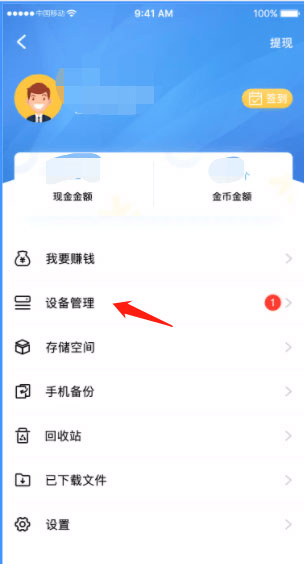 中国移动 9:41 AM 100%
提现
签到
现金金额 金币金额
我要赚钱
设备管理 1
存储空间
手机备份
回收站
已下载文件
设置